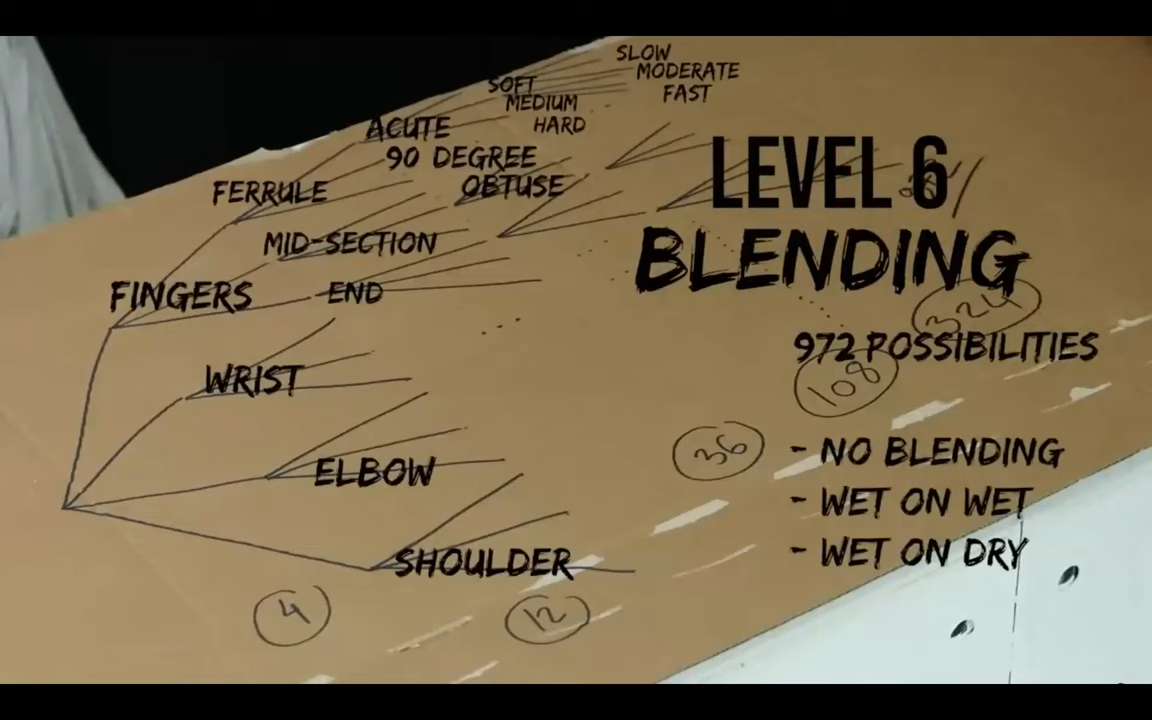 SLOW
MODERATE
FAST
SOFT
MEDIUM
HARD
ACUTE
90 DEGREE
OBTUSE
FERRULE
MID-SECTION
END
FINGERS
WRIST
ELBOW
SHOULDER
4
12
36
108
324
LEVEL 6
BLENDING
972 POSSIBILITIES
- NO BLENDING
- WET ON WET
- WET ON DRY